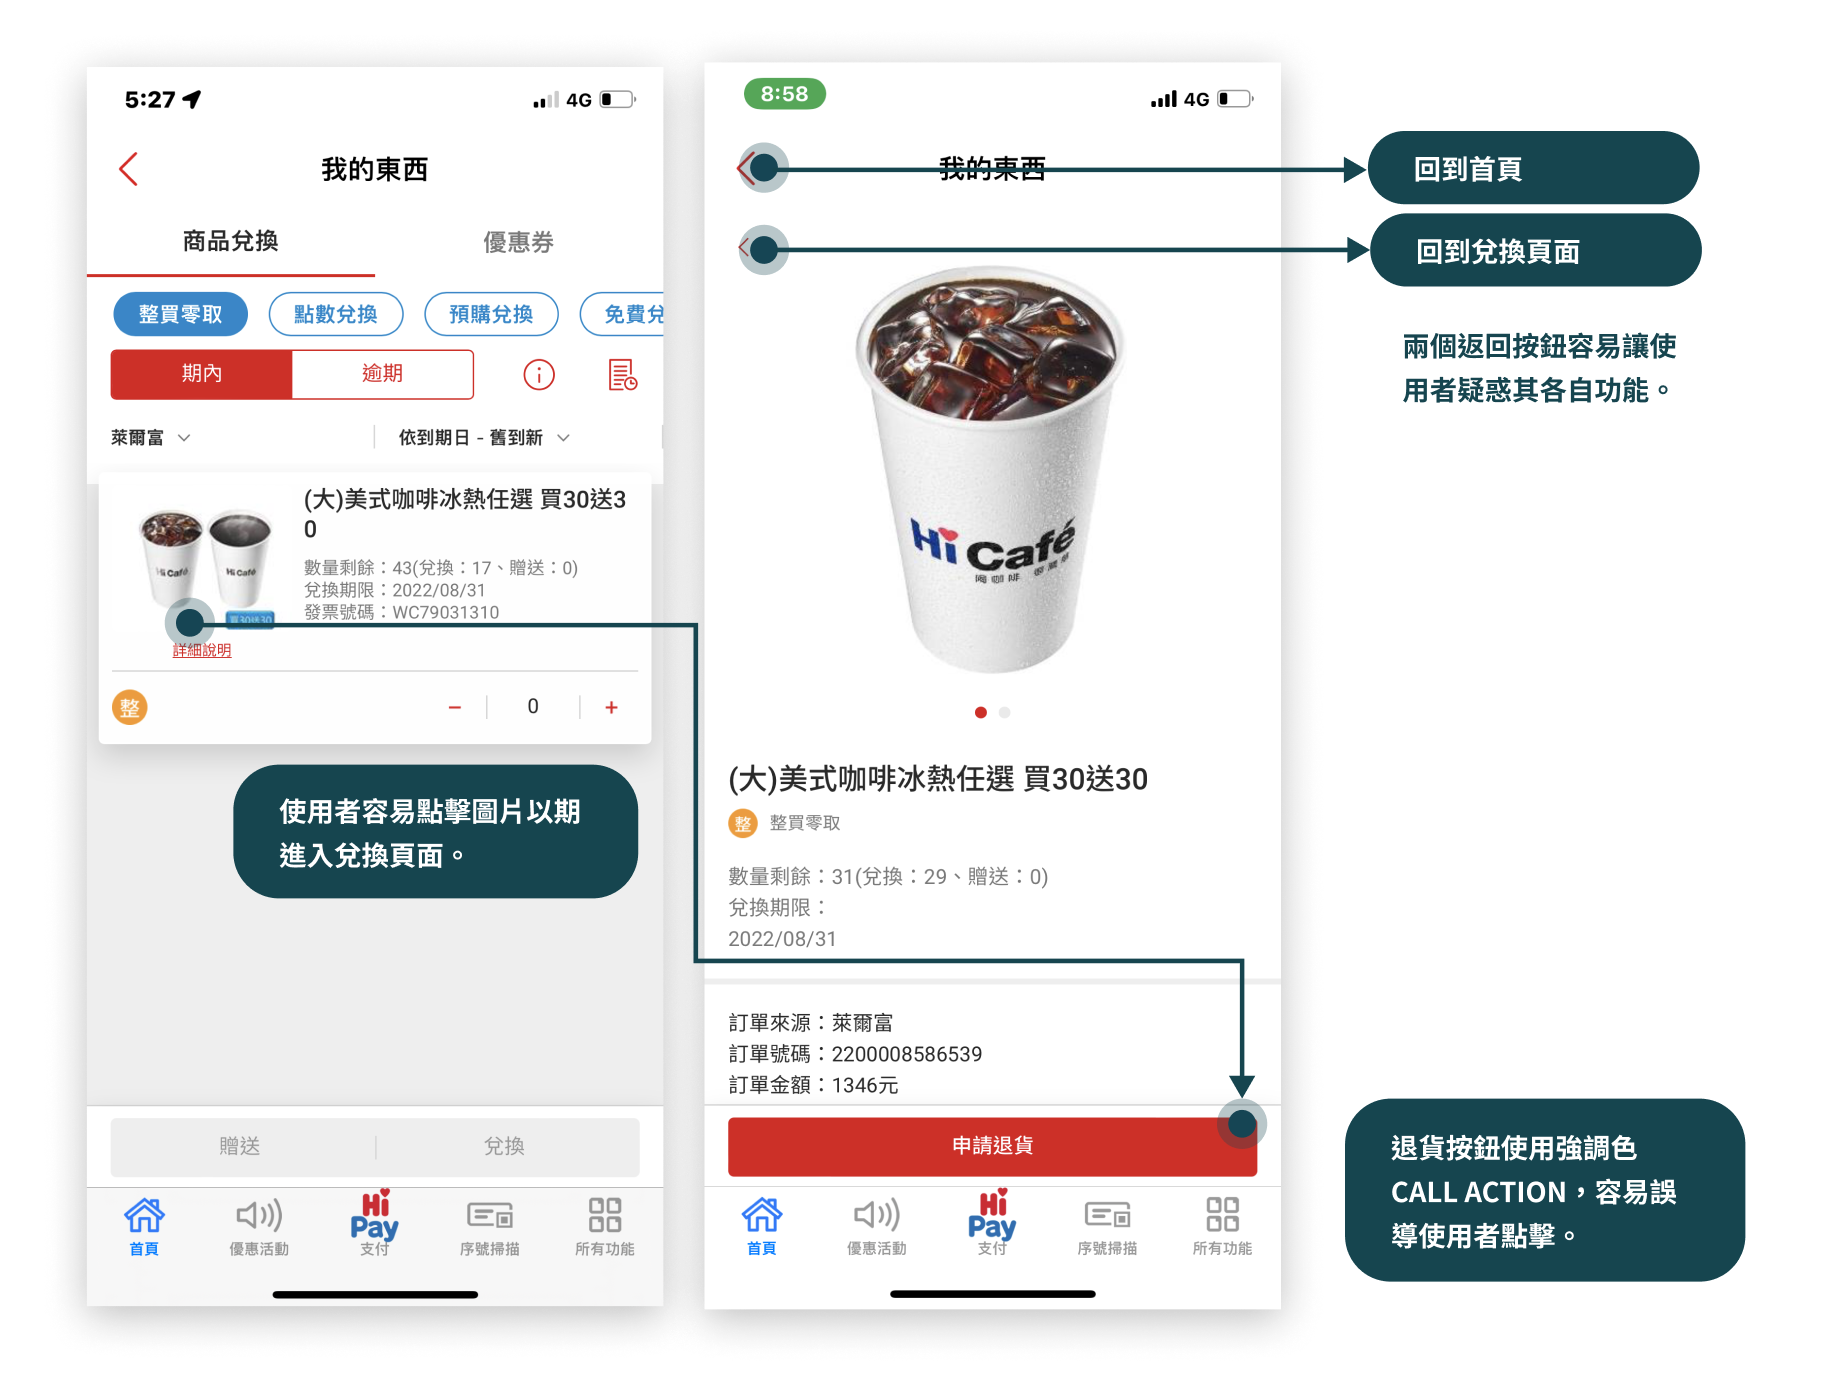 5:27
4G
我的東西
商品兌換
優惠券
整買零取
點數兌換
預購兌換
免費兌
期內
逾期
萊爾富
依到期日 - 舊到新
(大)美式咖啡冰熱任選 買30送3
0
數量剩餘：43(兌換：17、贈送：0)
兌換期限：2022/08/31
發票號碼：WC79031310
Hi Café
Hi Café
買30送30
詳細說明
整
−
0
+
使用者容易點擊圖片以期
進入兌換頁面。
贈送
兌換
首頁
優惠活動
Hi
Pay
支付
序號掃描
所有功能
8:58
4G
我的東西
Hi Café
(大)美式咖啡冰熱任選 買30送30
整
整買零取
數量剩餘：31(兌換：29、贈送：0)
兌換期限：
2022/08/31
訂單來源：萊爾富
訂單號碼：2200008586539
訂單金額：1346元
申請退貨
首頁
優惠活動
Hi
Pay
支付
序號掃描
所有功能
回到首頁
回到兌換頁面
兩個返回按鈕容易讓使
用者疑惑其各自功能。
退貨按鈕使用強調色
CALL ACTION，容易誤
導使用者點擊。